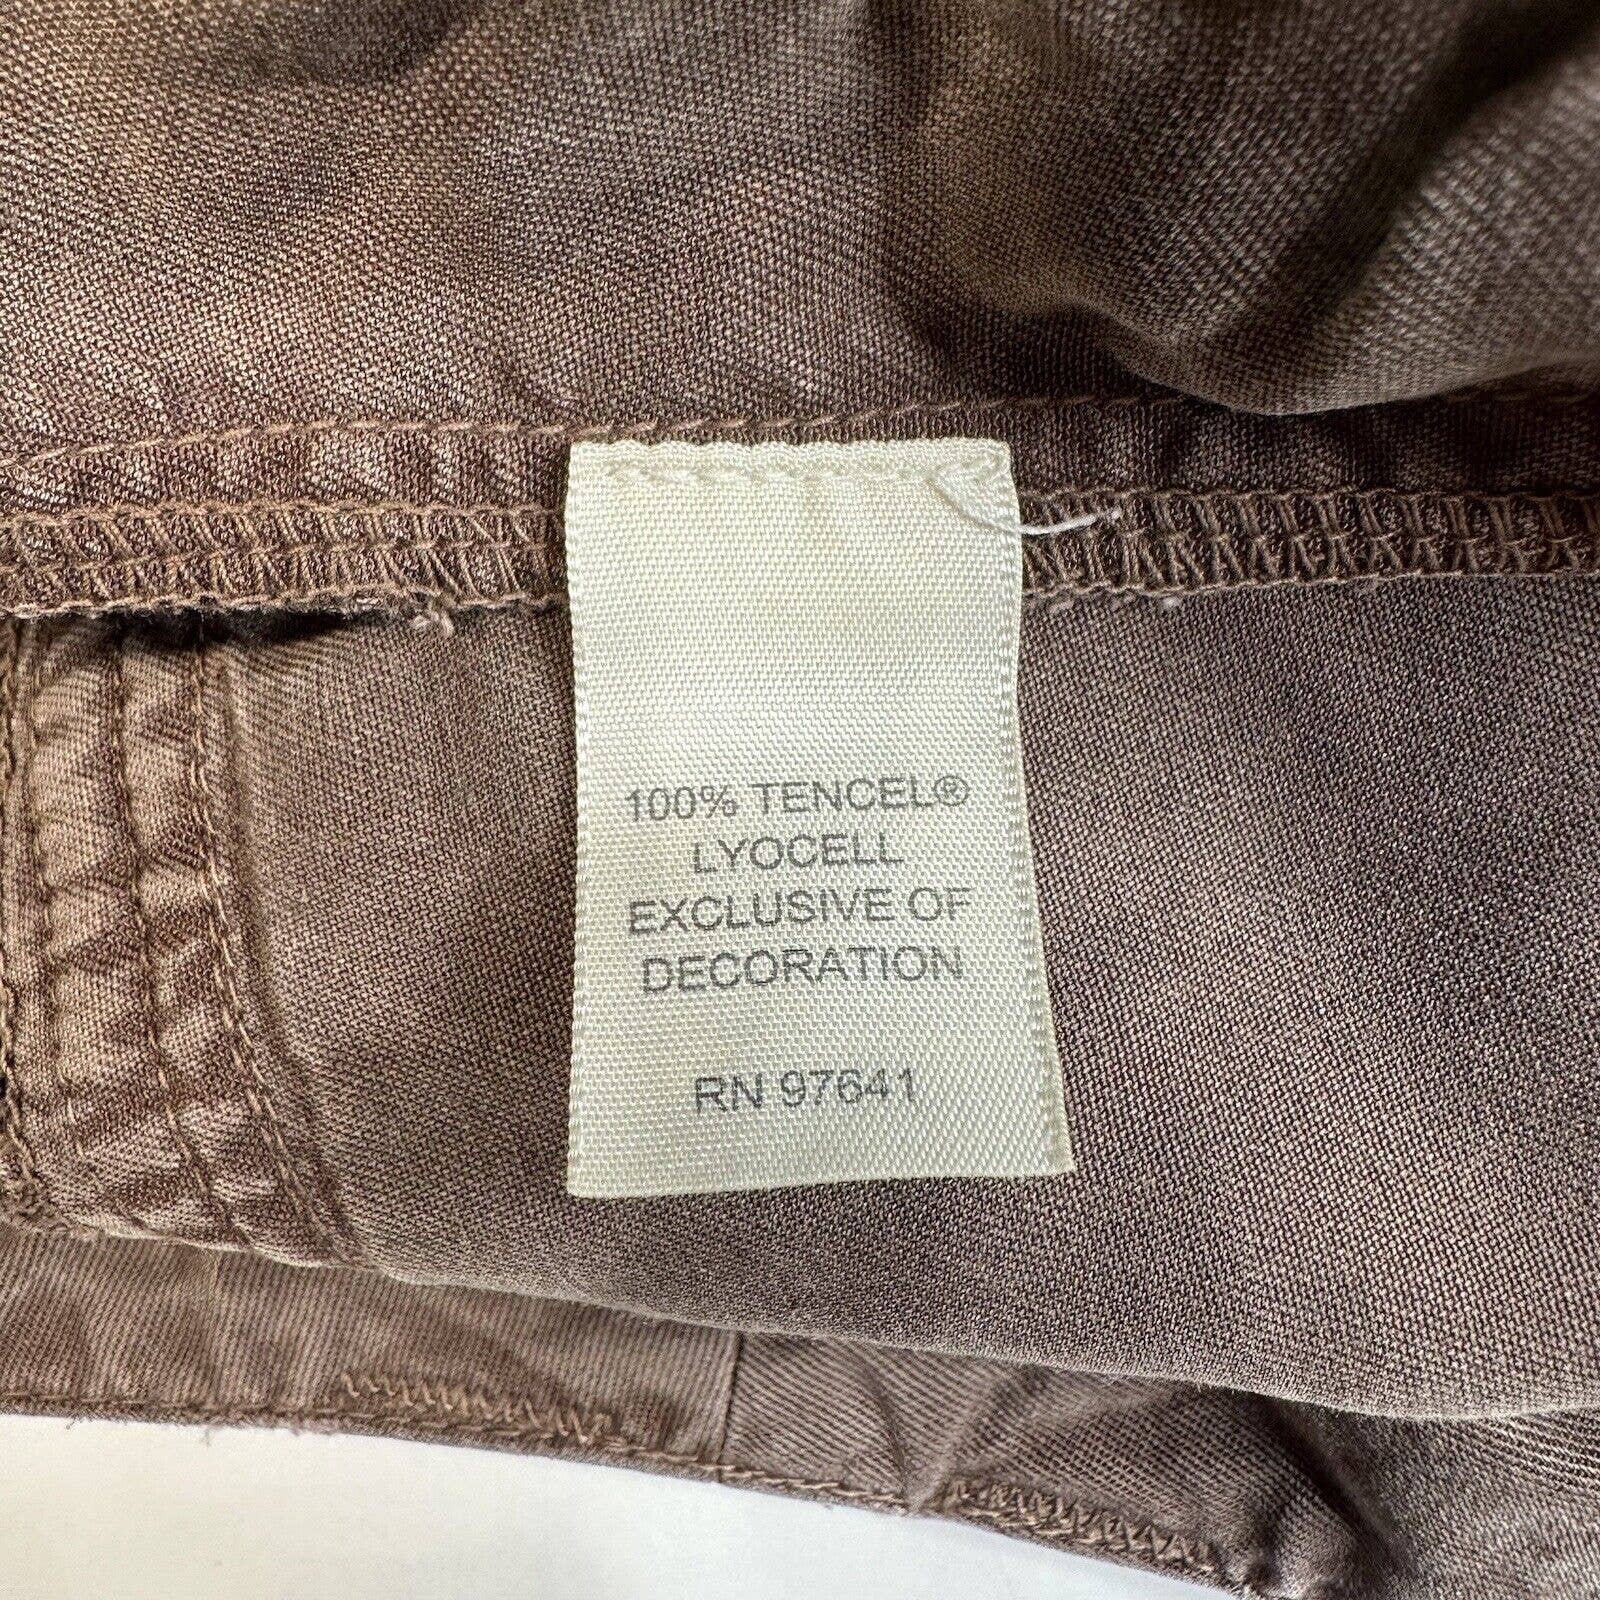 100% TENCEL®
LYOCELL
EXCLUSIVE OF
DECORATION
RN 97641